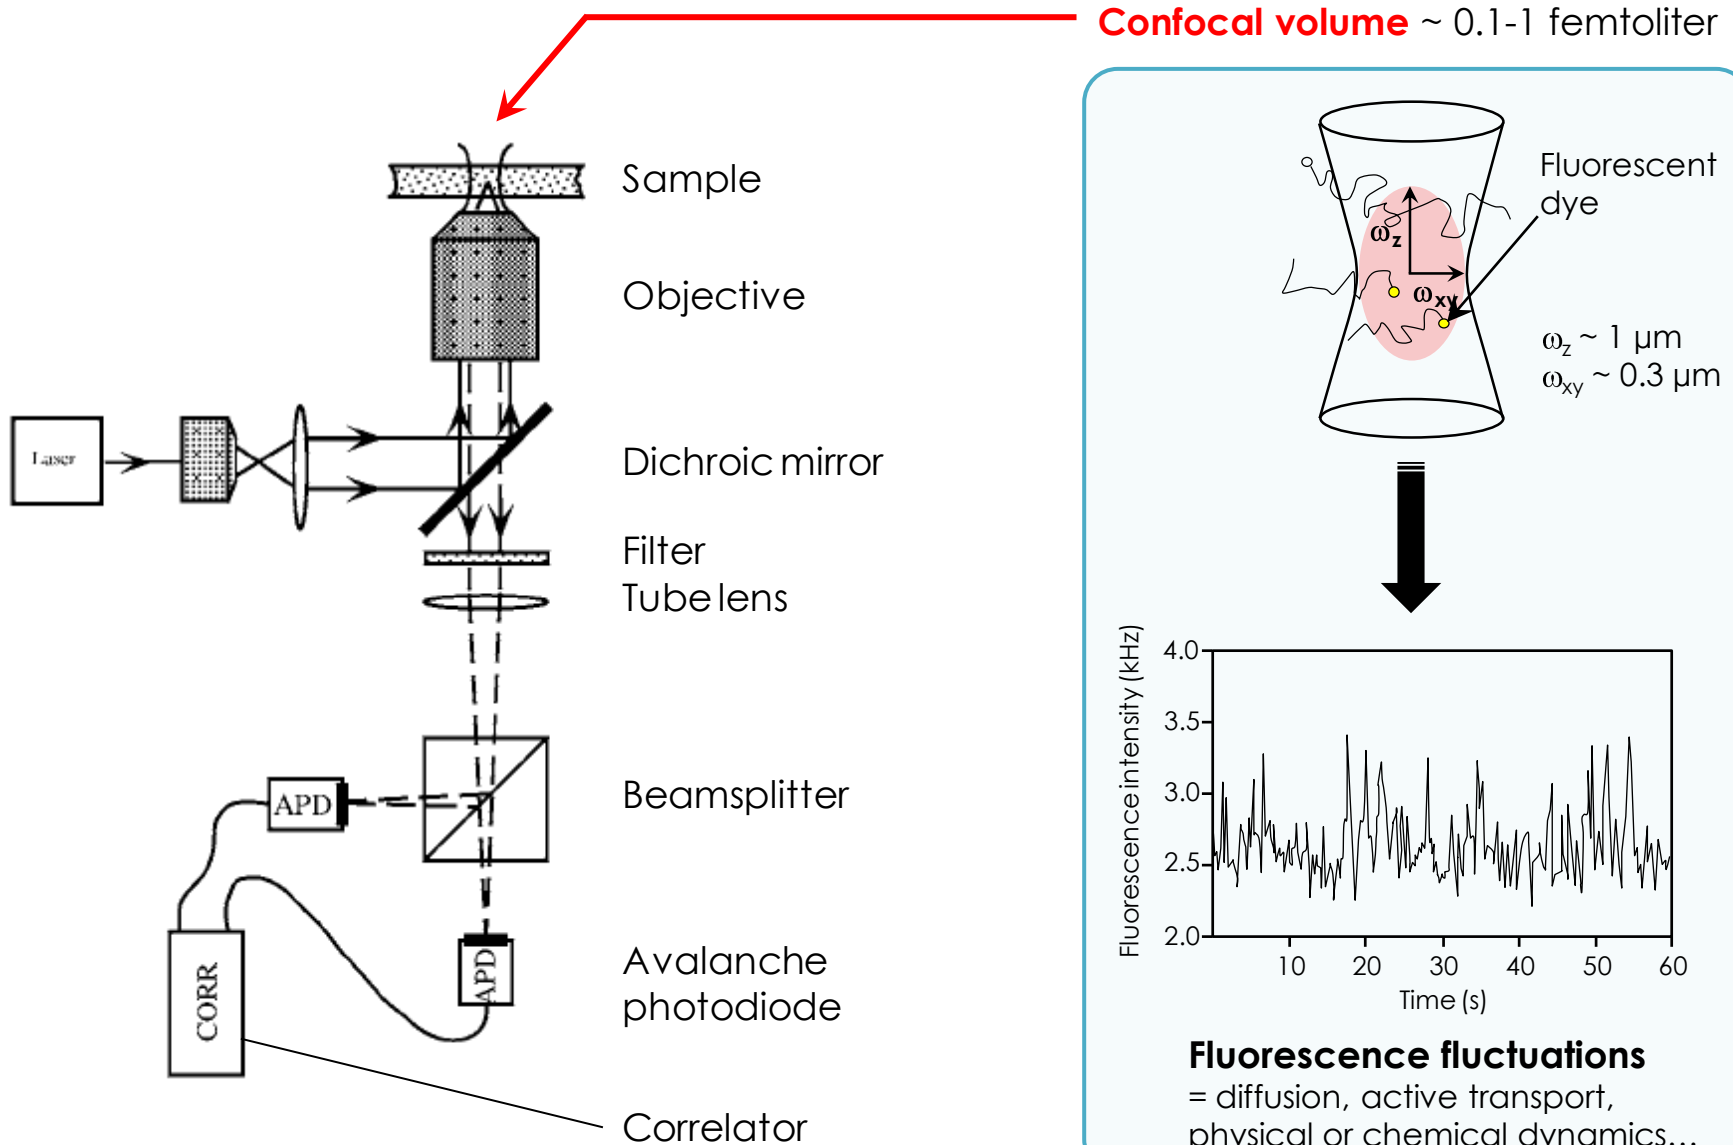 Confocal volume ~ 0.1-1 femtoliter
Sample
Objective
Laser
Dichroic mirror
Filter
Tube lens
Beamsplitter
APD
APD
Avalanche
photodiode
CORR
Correlator
Fluorescent
dye
ωz
ωxy
ωz ~ 1 µm
ωxy ~ 0.3 µm
Fluorescence intensity (kHz)
4.0
3.5
3.0
2.5
2.0
10 20 30 40 50 60
Time (s)
Fluorescence fluctuations
= diffusion, active transport,
physical or chemical dynamics...